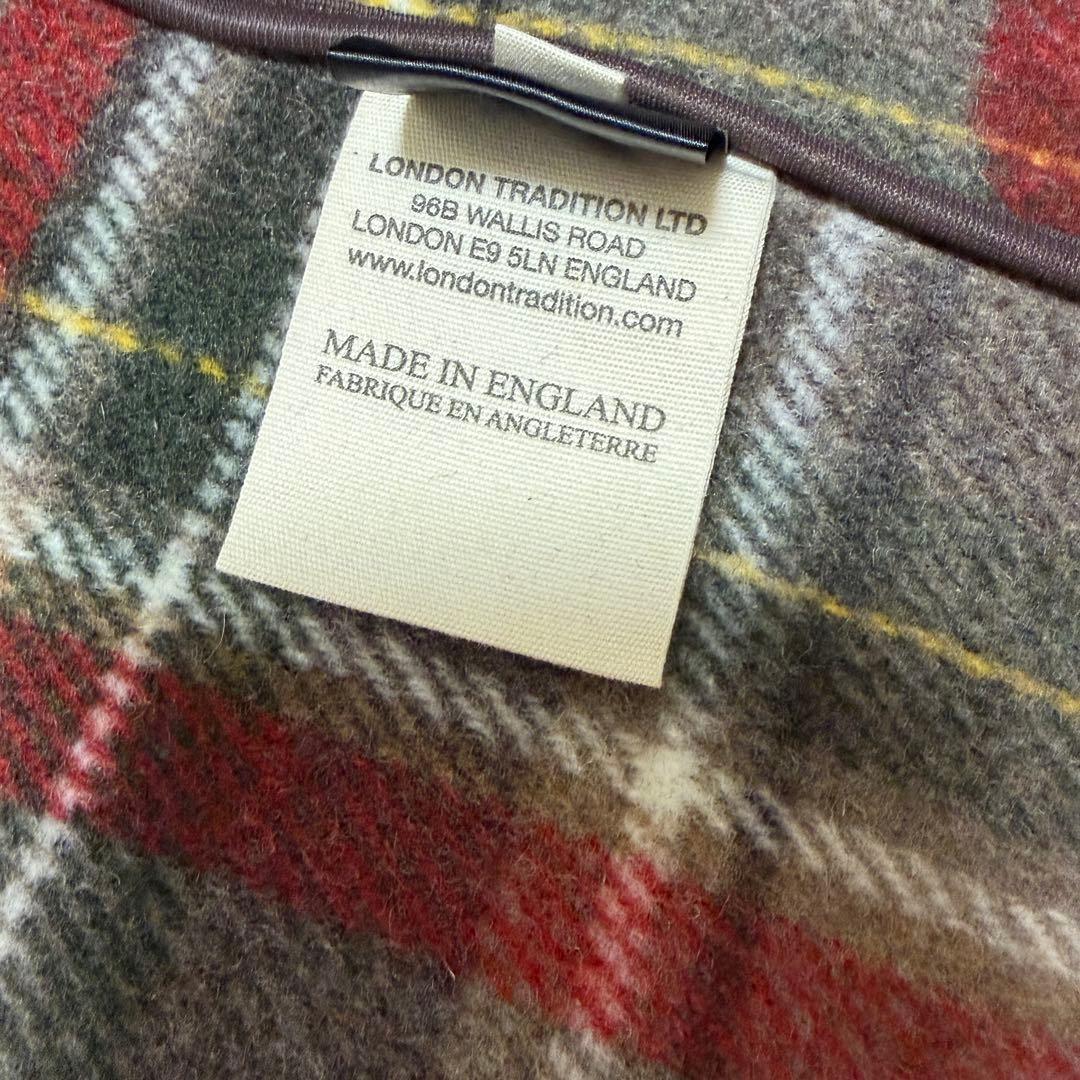 LONDON TRADITION LTD
96B WALLIS ROAD
LONDON E9 5LN ENGLAND
www.londontradition.com
MADE IN ENGLAND
FABRIQUE EN ANGLETERRE